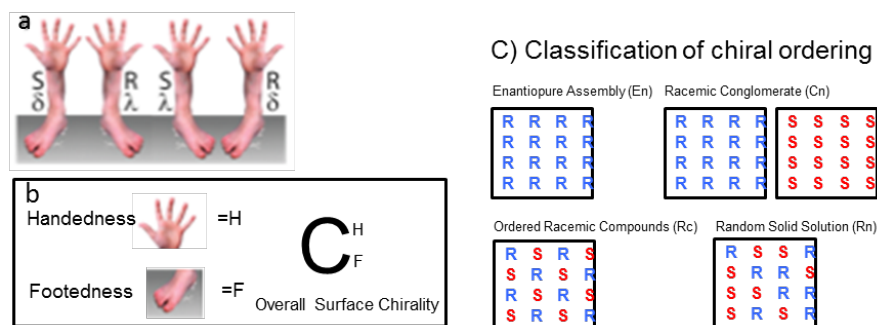 a
S R S R
δ λ λ δ
b
Handedness =H
C H
F
Footedness =F
Overall Surface Chirality
C) Classification of chiral ordering
Enantiopure Assembly (En)
R R R R
R R R R
R R R R
R R R R
Racemic Conglomerate (Cn)
R R R R S S S S
R R R R S S S S
R R R R S S S S
R R R R S S S S
Ordered Racemic Compounds (Rc)
R S R S
S R S R
R S R S
S R S R
Random Solid Solution (Rn)
R S S R
S R R S
S S R R
S R S R